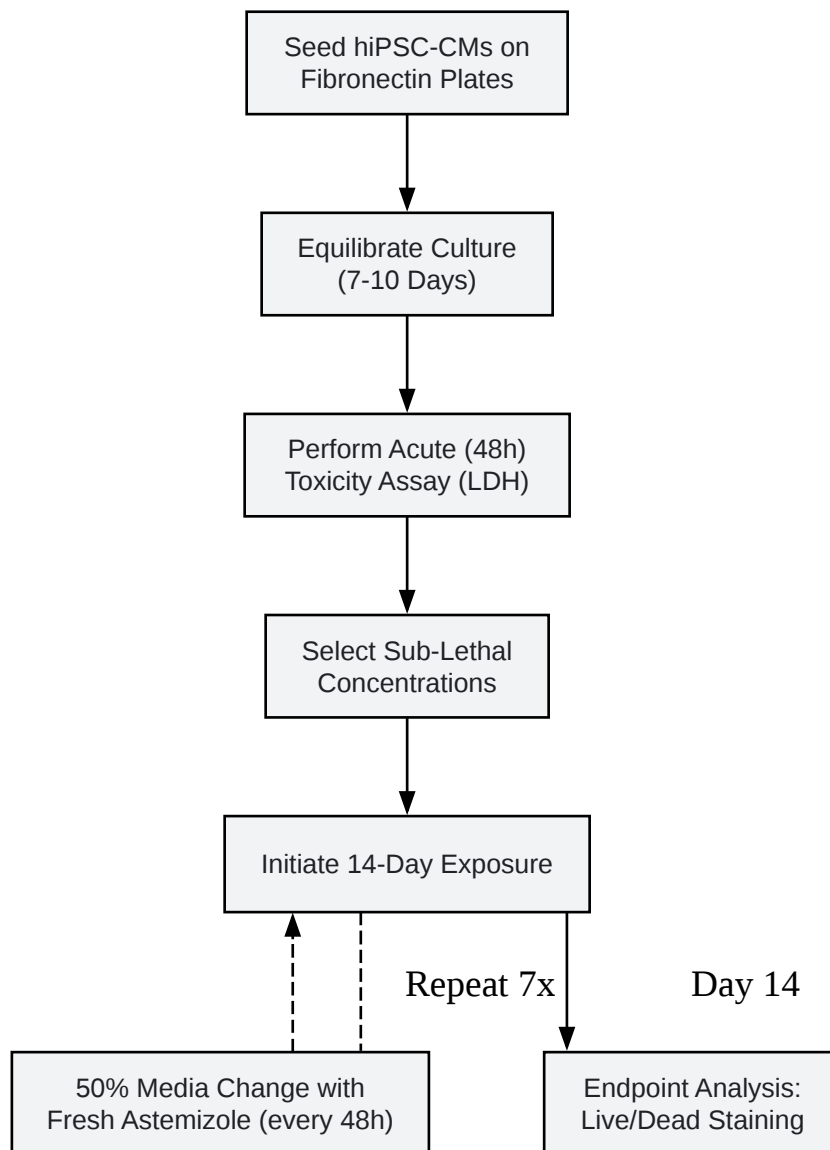 Seed hiPSC-CMs on
Fibronectin Plates
Equilibrate Culture
(7-10 Days)
Perform Acute (48h)
Toxicity Assay (LDH)
Select Sub-Lethal
Concentrations
Initiate 14-Day Exposure
Repeat 7x
Day 14
50% Media Change with
Fresh Astemizole (every 48h)
Endpoint Analysis:
Live/Dead Staining